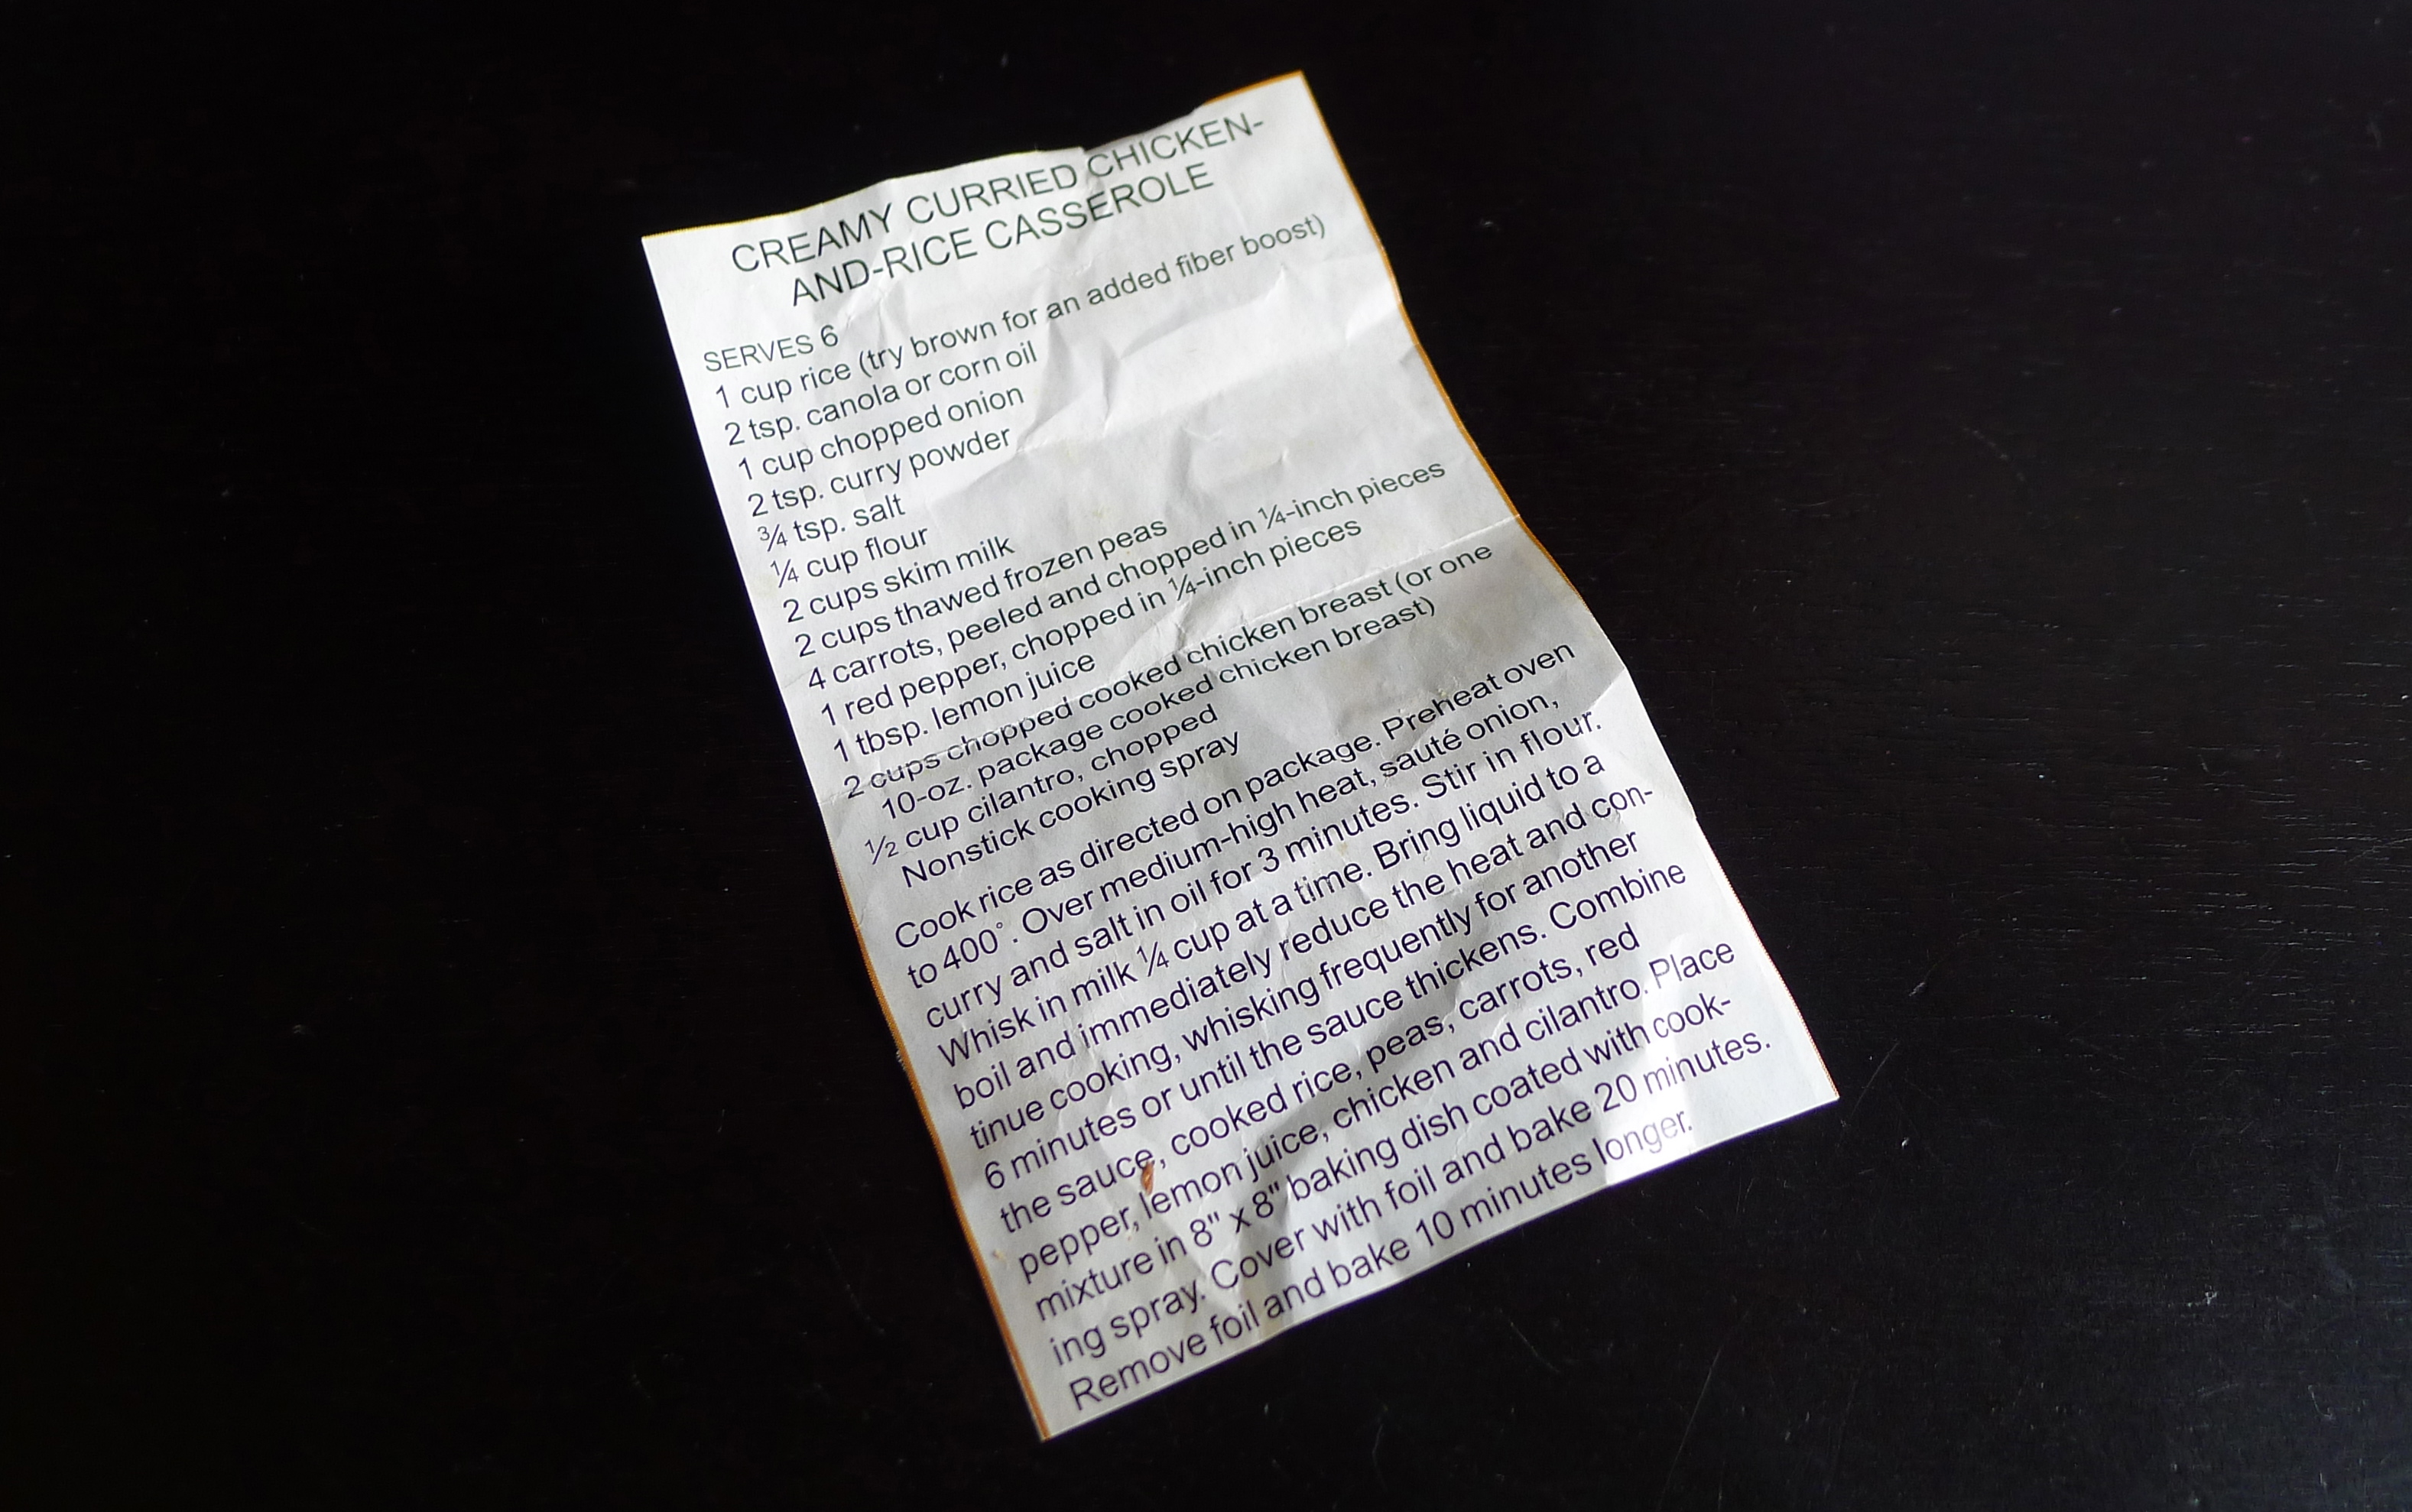 CREAMY CURRIED CHICKEN-
AND-RICE CASSEROLE
SERVES 6
1 cup rice (try brown for an added fiber boost)
2 tsp. canola or corn oil
1 cup chopped onion
2 tsp. curry powder
¾ tsp. salt
¼ cup flour
2 cups skim milk
2 cups thawed frozen peas
4 carrots, peeled and chopped in ¼-inch pieces
1 red pepper, chopped in ¼-inch pieces
1 tbsp. lemon juice
2 cups chopped cooked chicken breast (or one
10-oz. package cooked chicken breast)
½ cup cilantro, chopped
Nonstick cooking spray
Cook rice as directed on package. Preheat oven
to 400°. Over medium-high heat, sauté onion,
curry and salt in oil for 3 minutes. Stir in flour.
Whisk in milk ¼ cup at a time. Bring liquid to a
boil and immediately reduce the heat and con-
tinue cooking, whisking frequently for another
6 minutes or until the sauce thickens. Combine
the sauce, cooked rice, peas, carrots, red
pepper, lemon juice, chicken and cilantro. Place
mixture in 8" x 8" baking dish coated with cook-
ing spray. Cover with foil and bake 20 minutes.
Remove foil and bake 10 minutes longer.